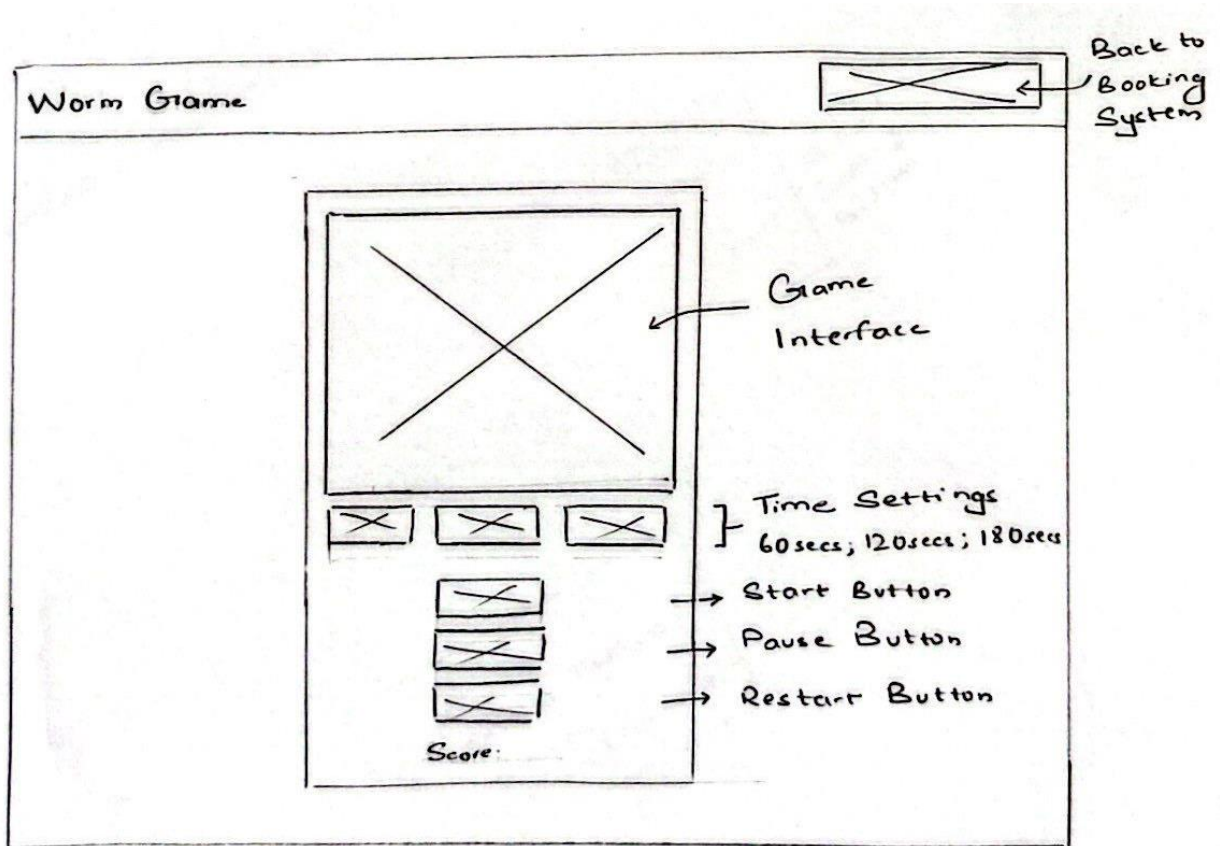 Worm Game
Back to
Booking
System
Game
Interface
Time Settings
60secs; 120secs; 180secs
Start Button
Pause Button
Restart Button
Score: